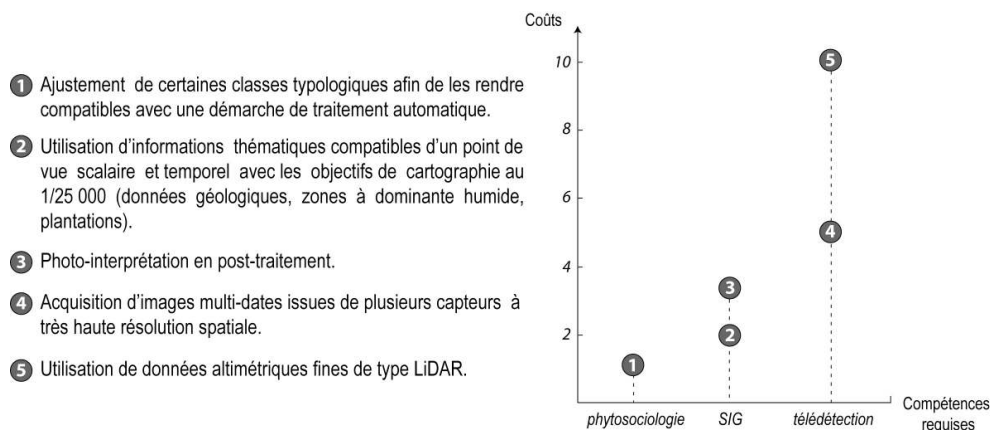 1 Ajustement de certaines classes typologiques afin de les rendre
compatibles avec une démarche de traitement automatique.
2 Utilisation d'informations thématiques compatibles d'un point de
vue scalaire et temporel avec les objectifs de cartographie au
1/25 000 (données géologiques, zones à dominante humide,
plantations).
3 Photo-interprétation en post-traitement.
4 Acquisition d'images multi-dates issues de plusieurs capteurs à
très haute résolution spatiale.
5 Utilisation de données altimétriques fines de type LiDAR.
Coûts
10
5
8
6
4
4
3
2
2
1
phytosociologie SIG télédétection
Compétences
requises